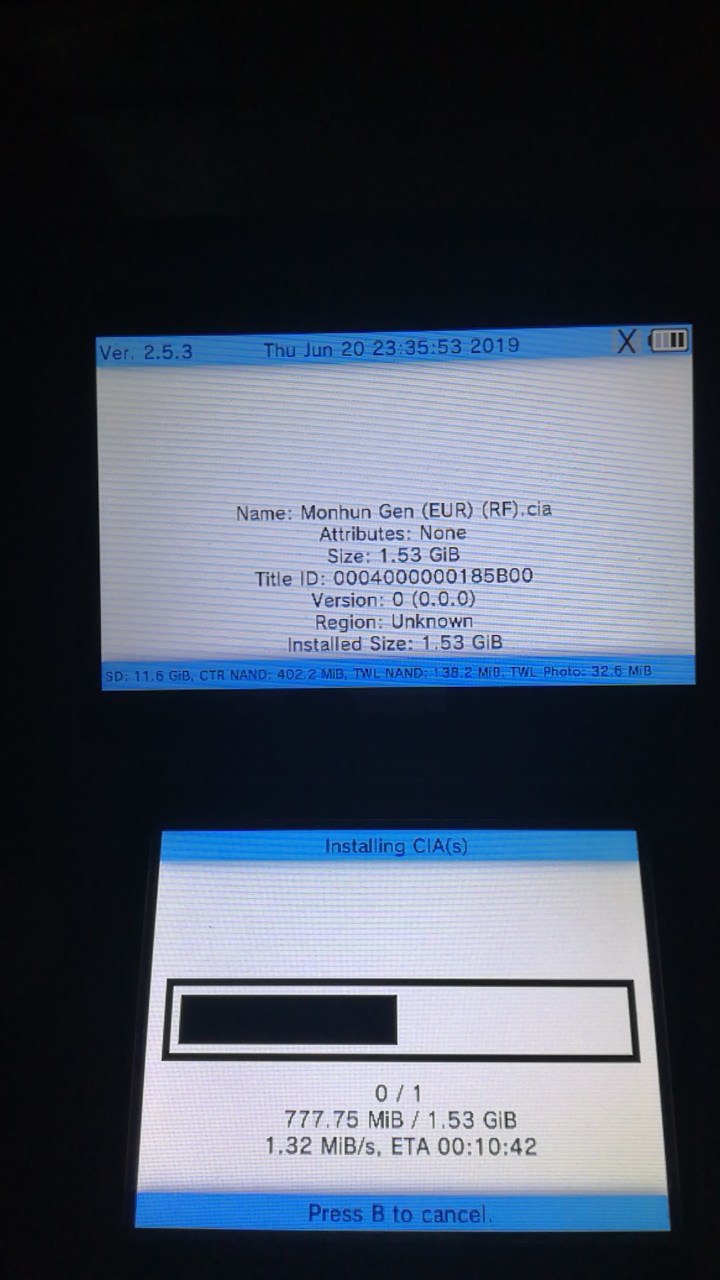 Ver. 2.5.3 Thu Jun 20 23:35:53 2019 X
Name: Monhun Gen (EUR) (RF).cia
Attributes: None
Size: 1.53 GiB
Title ID: 0004000000185B00
Version: 0 (0.0.0)
Region: Unknown
Installed Size: 1.53 GiB
SD: 11.6 GiB, CTR NAND: 402.2 MiB, TWL NAND: 138.2 MiB, TWL Photo: 32.6 MiB
Installing CIA(s)
0 / 1
777.75 MiB / 1.53 GiB
1.32 MiB/s, ETA 00:10:42
Press B to cancel.